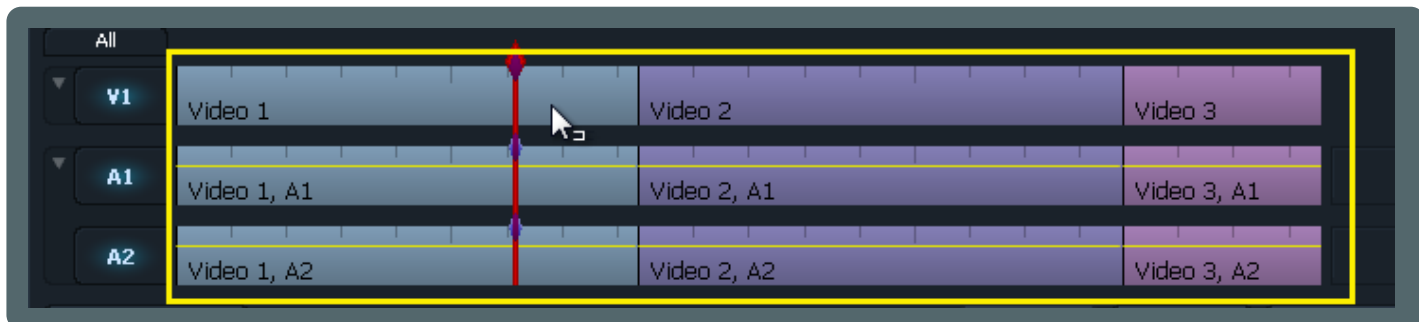 All
V1
Video 1
Video 2
Video 3
A1
Video 1, A1
Video 2, A1
Video 3, A1
A2
Video 1, A2
Video 2, A2
Video 3, A2